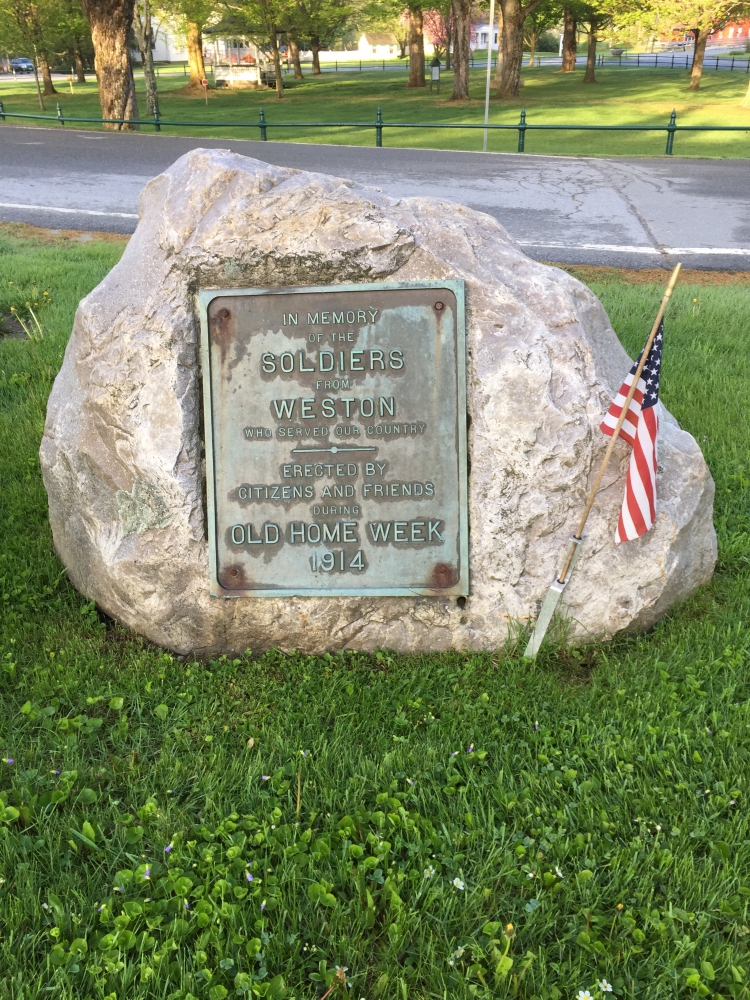 IN MEMORY
OF THE
SOLDIERS
FROM
WESTON
WHO SERVED OUR COUNTRY
ERECTED BY
CITIZENS AND FRIENDS
DURING
OLD HOME WEEK
1914